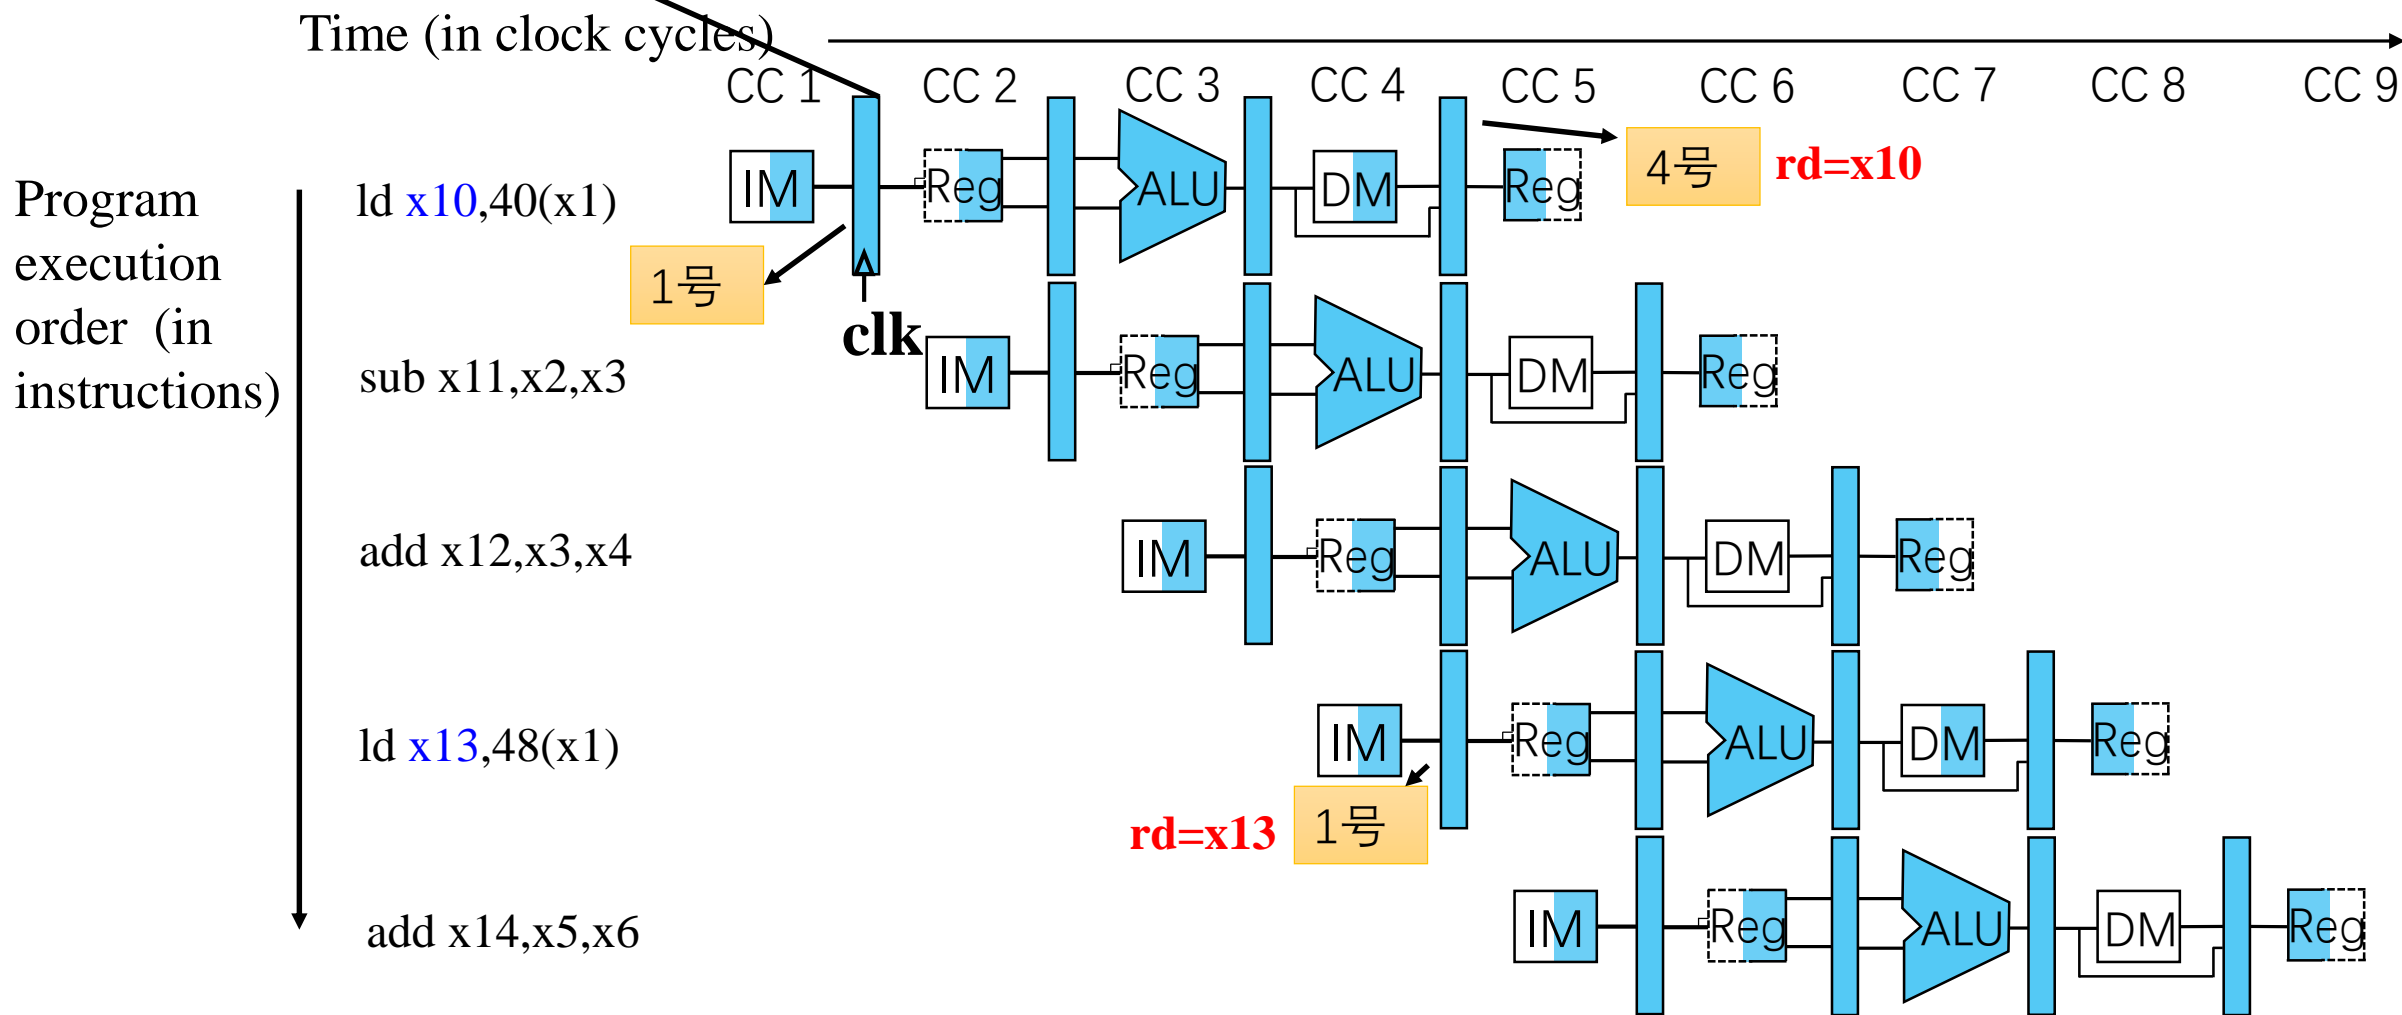 Time (in clock cycles)
CC 1 CC 2 CC 3 CC 4 CC 5 CC 6 CC 7 CC 8 CC 9
Program
execution
order (in
instructions)
ld x10,40(x1)
IM Reg ALU DM Reg
4号
rd=x10
1号
clk
sub x11,x2,x3
IM Reg ALU DM Reg
add x12,x3,x4
IM Reg ALU DM Reg
ld x13,48(x1)
IM Reg ALU DM Reg
rd=x13
1号
add x14,x5,x6
IM Reg ALU DM Reg